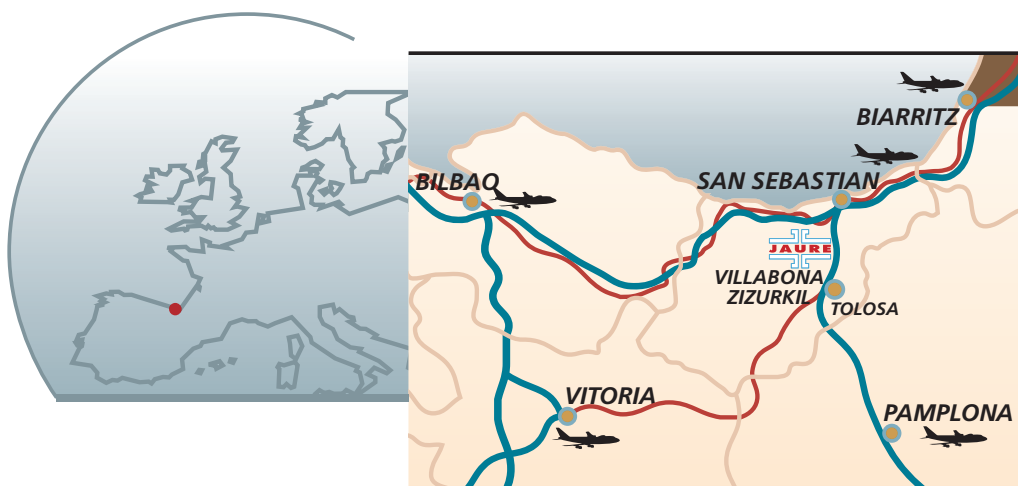 BIARRITZ
BILBAO
SAN SEBASTIAN
JAURE
VILLABONA
ZIZURKIL
TOLOSA
VITORIA
PAMPLONA